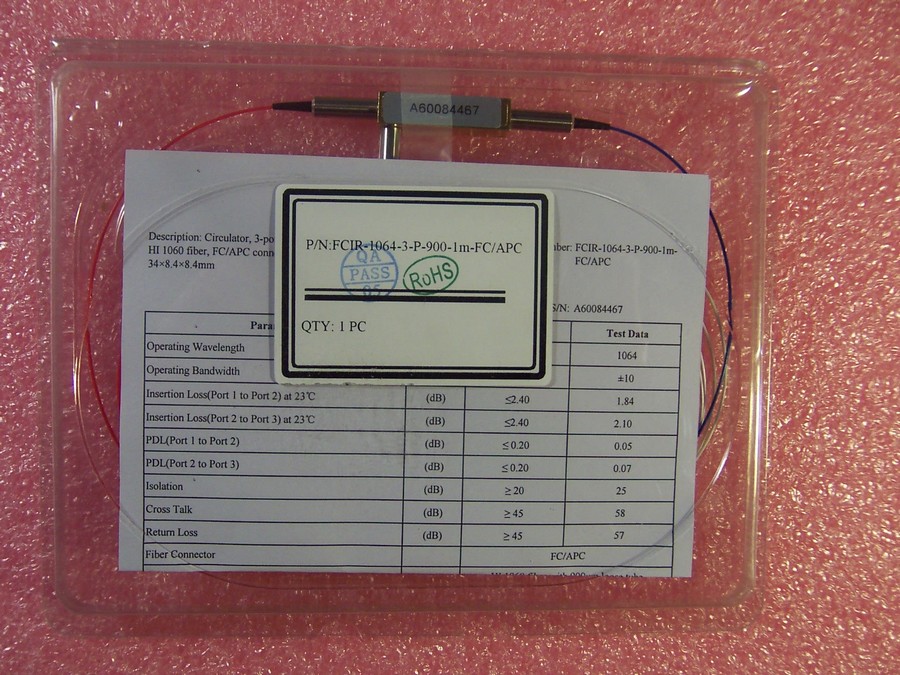 A60084467
P/N:FCIR-1064-3-P-900-1m-FC/APC
QA
PASS
05
RoHS
QTY: 1 PC
Description: Circulator, 3-po
HI 1060 fiber, FC/APC conn
34×8.4×8.4mm
FCIR-1064-3-P-900-1m-
FC/APC
S/N: A60084467
Test Data
Operating Wavelength 1064
Operating Bandwidth ±10
Insertion Loss(Port 1 to Port 2) at 23℃ (dB) ≤2.40 1.84
Insertion Loss(Port 2 to Port 3) at 23℃ (dB) ≤2.40 2.10
PDL(Port 1 to Port 2) (dB) ≤0.20 0.05
PDL(Port 2 to Port 3) (dB) ≤0.20 0.07
Isolation (dB) ≥20 25
Cross Talk (dB) ≥45 58
Return Loss (dB) ≥45 57
Fiber Connector FC/APC